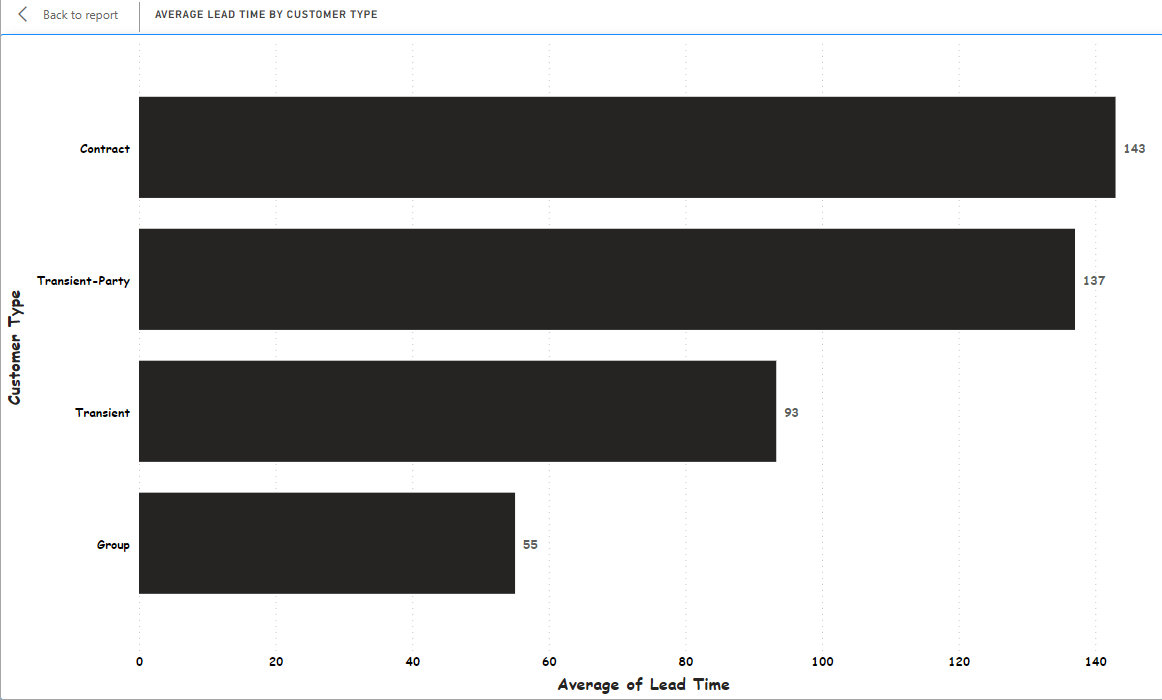 Back to report
AVERAGE LEAD TIME BY CUSTOMER TYPE
Customer Type
Contract
143
Transient-Party
137
Transient
93
Group
55
0 20 40 60 80 100 120 140
Average of Lead Time